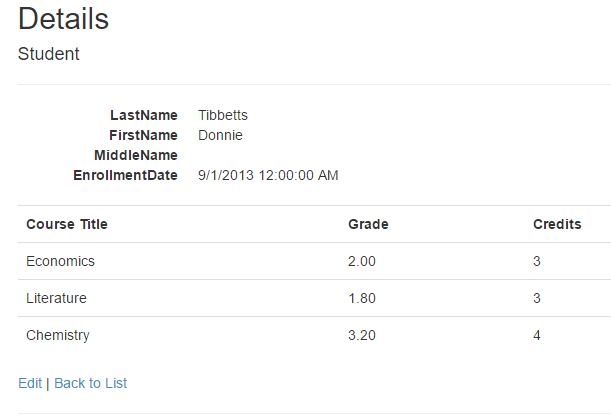 Details
Student
LastName Tibbetts
FirstName Donnie
MiddleName
EnrollmentDate 9/1/2013 12:00:00 AM
Course Title Grade Credits
Economics 2.00 3
Literature 1.80 3
Chemistry 3.20 4
Edit | Back to List